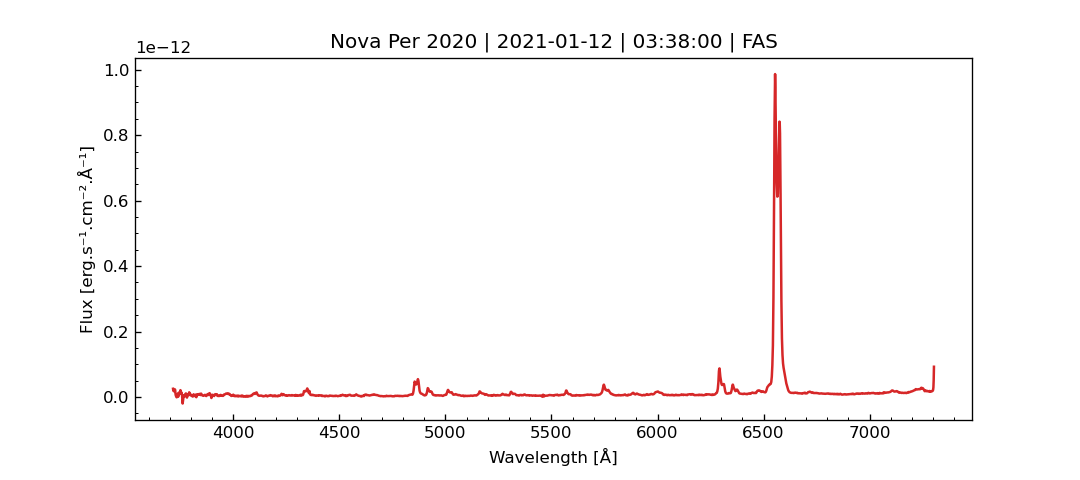 Nova Per 2020 | 2021-01-12 | 03:38:00 | FAS
1e−12
1.0
0.8
0.6
0.4
0.2
0.0
Flux [erg.s⁻¹.cm⁻².Å⁻¹]
4000 4500 5000 5500 6000 6500 7000
Wavelength [Å]